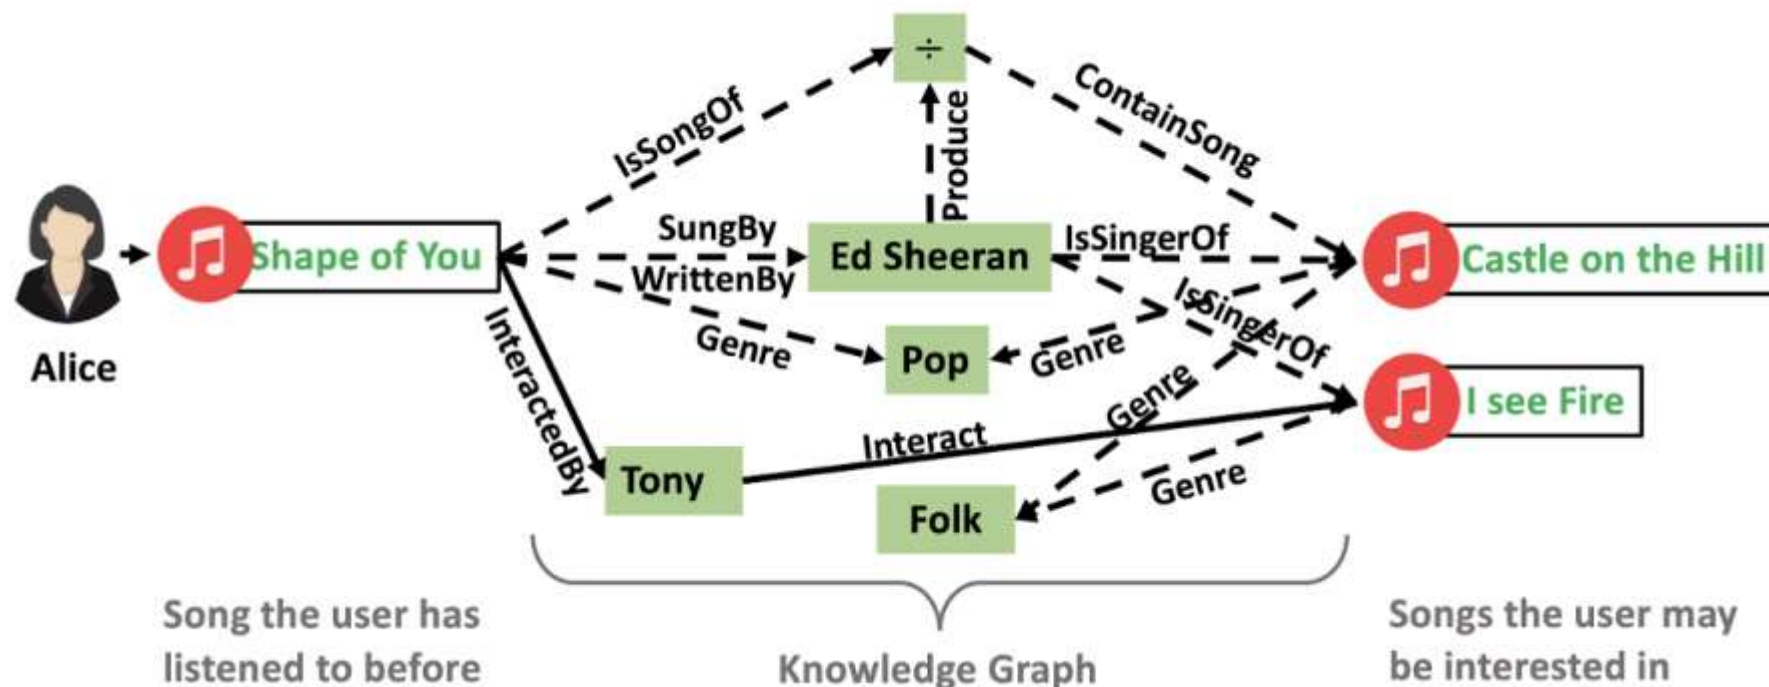 ÷
IsSongOf
ContainSong
Produce
Shape of You
SungBy
WrittenBy
Ed Sheeran
IsSingerOf
Castle on the Hill
IsSingerOf
Alice
Genre
Pop
Genre
InteractedBy
Genre
I see Fire
Tony
Interact
Genre
Folk
Song the user has
listened to before
Knowledge Graph
Songs the user may
be interested in